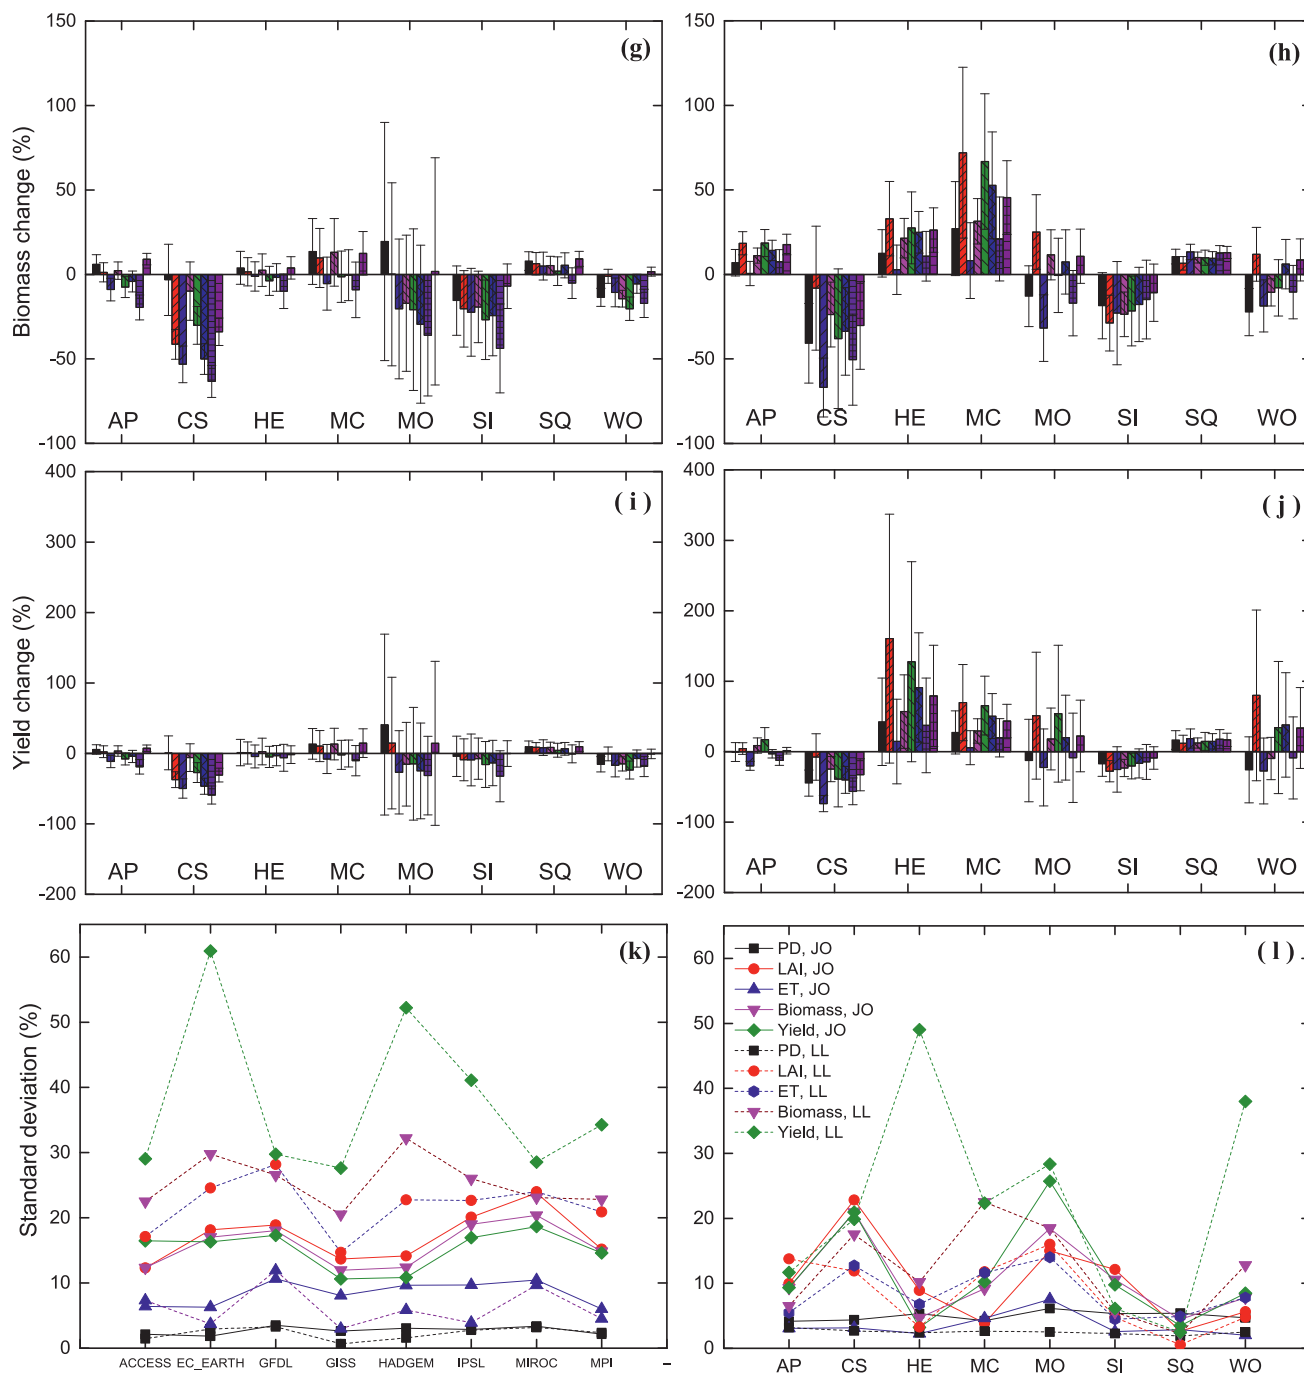 (g)
Biomass change (%)
150
100
50
0
-50
-100
AP CS HE MC MO SI SQ WO
(h)
150
100
50
0
-50
-100
AP CS HE MC MO SI SQ WO
(i)
Yield change (%)
400
300
200
100
0
-100
-200
AP CS HE MC MO SI SQ WO
(j)
400
300
200
100
0
-100
-200
AP CS HE MC MO SI SQ WO
(k)
Standard deviation (%)
60
50
40
30
20
10
0
ACCESS EC_EARTH GFDL GISS HADGEM IPSL MIROC MPI –
(l)
60
50
40
30
20
10
0
PD, JO
LAI, JO
ET, JO
Biomass, JO
Yield, JO
PD, LL
LAI, LL
ET, LL
Biomass, LL
Yield, LL
AP CS HE MC MO SI SQ WO